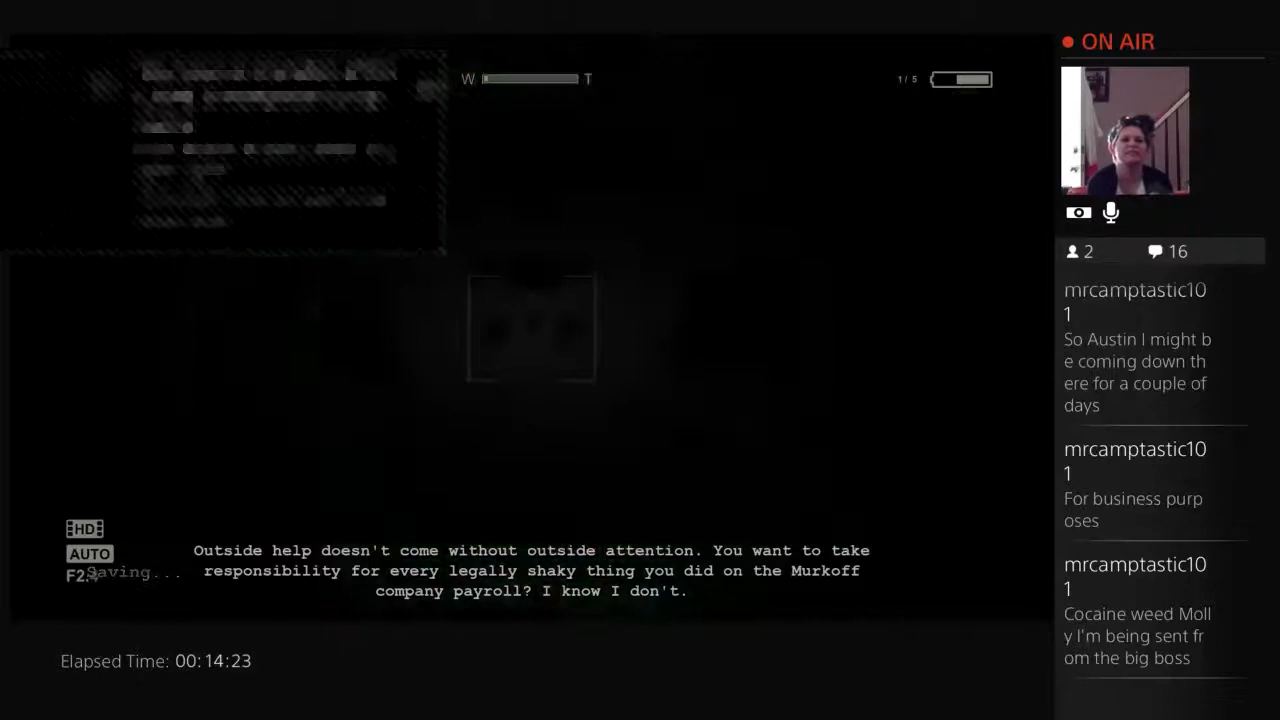 ON AIR
W T
1/5
2 16
mrcamptastic10
1
So Austin I might b
e coming down th
ere for a couple of
days
mrcamptastic10
1
For business purp
oses
mrcamptastic10
1
Cocaine weed Moll
y I'm being sent fr
om the big boss
HD
AUTO
Saving...
Outside help doesn't come without outside attention. You want to take
responsibility for every legally shaky thing you did on the Murkoff
company payroll? I know I don't.
Elapsed Time: 00:14:23